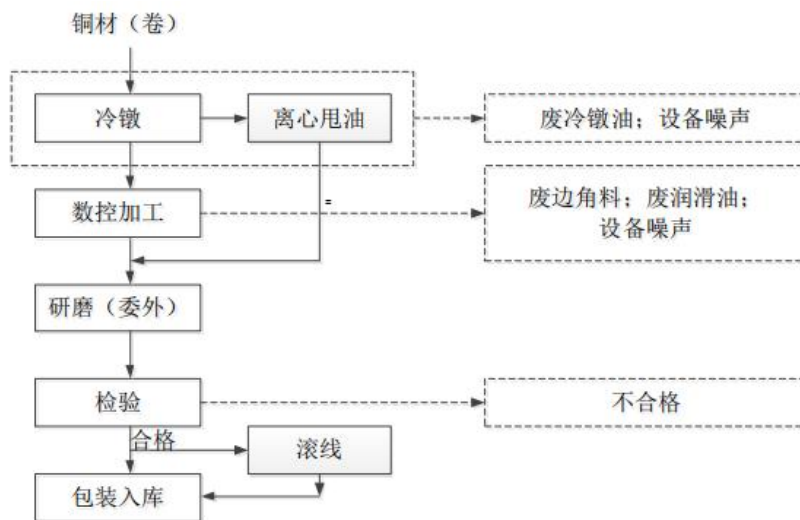 铜材（卷）
冷镦
离心甩油
废冷镦油；设备噪声
数控加工
=
废边角料；废润滑油；
设备噪声
研磨（委外）
检验
不合格
合格
滚线
包装入库